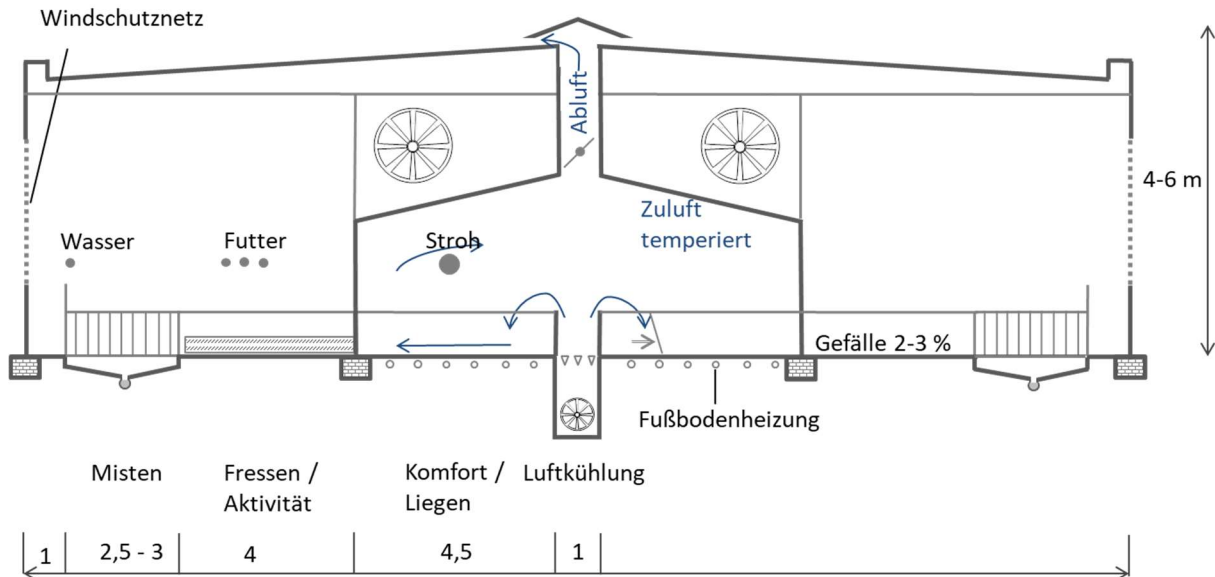 Windschutznetz
Abluft
4-6 m
Zuluft
temperiert
Wasser
Futter
Stroh
Gefälle 2-3 %
Fußbodenheizung
Misten
Fressen /
Aktivität
Komfort /
Liegen
Luftkühlung
1
2,5 - 3
4
4,5
1